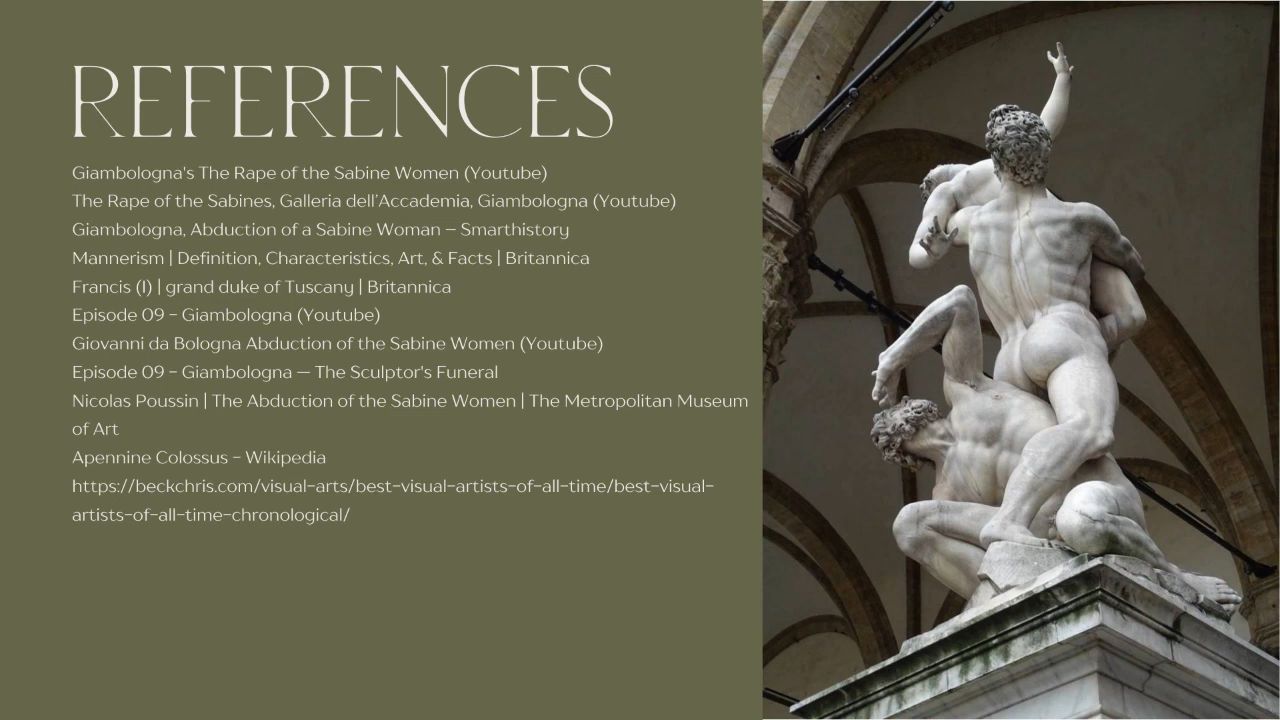 REFERENCES
Giambologna's The Rape of the Sabine Women (Youtube)
The Rape of the Sabines, Galleria dell'Accademia, Giambologna (Youtube)
Giambologna, Abduction of a Sabine Woman – Smarthistory
Mannerism | Definition, Characteristics, Art, & Facts | Britannica
Francis (I) | grand duke of Tuscany | Britannica
Episode 09 - Giambologna (Youtube)
Giovanni da Bologna Abduction of the Sabine Women (Youtube)
Episode 09 - Giambologna — The Sculptor's Funeral
Nicolas Poussin | The Abduction of the Sabine Women | The Metropolitan Museum
of Art
Apennine Colossus - Wikipedia
https://beckchris.com/visual-arts/best-visual-artists-of-all-time/best-visual-
artists-of-all-time-chronological/